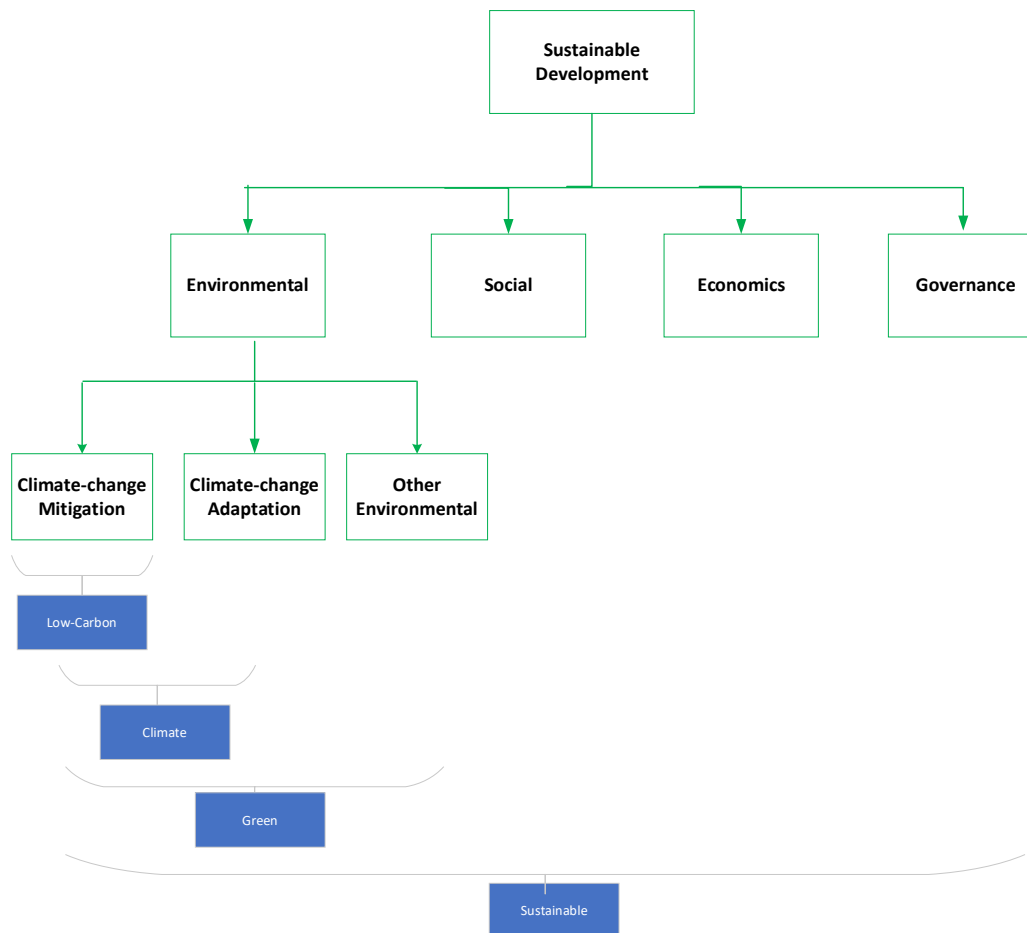 Sustainable
Development
Environmental
Social
Economics
Governance
Climate-change
Mitigation
Climate-change
Adaptation
Other
Environmental
Low-Carbon
Climate
Green
Sustainable